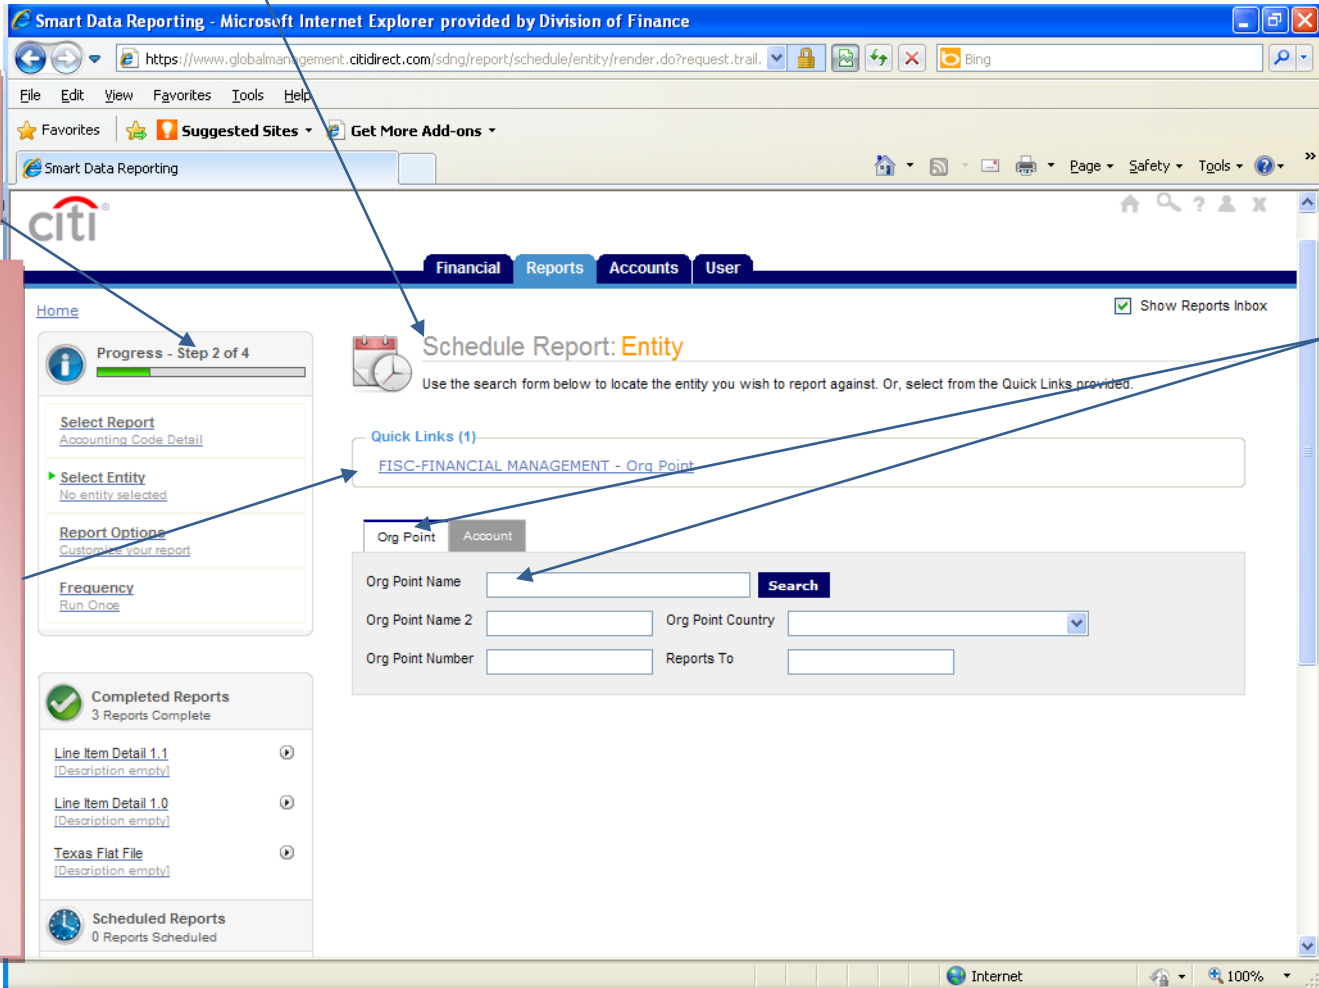 Smart Data Reporting - Microsoft Internet Explorer provided by Division of Finance
https://www.globalmanagement.citidirect.com/sdng/report/schedule/entity/render.do?request.trail.
Bing
File Edit View Favorites Tools Help
Favorites Suggested Sites Get More Add-ons
Smart Data Reporting
Page Safety Tools
citi
Financial Reports Accounts User
Home
Show Reports Inbox
Progress - Step 2 of 4
Schedule Report: Entity
Use the search form below to locate the entity you wish to report against. Or, select from the Quick Links provided.
Select Report
Accounting Code Detail
Select Entity
No entity selected
Report Options
Customize your report
Frequency
Run Once
Quick Links (1)
FISC-FINANCIAL MANAGEMENT - Org Point
Org Point Account
Org Point Name Search
Org Point Name 2 Org Point Country
Org Point Number Reports To
Completed Reports
3 Reports Complete
Line Item Detail 1.1
[Description empty]
Line Item Detail 1.0
[Description empty]
Texas Flat File
[Description empty]
Scheduled Reports
0 Reports Scheduled
Internet 100%